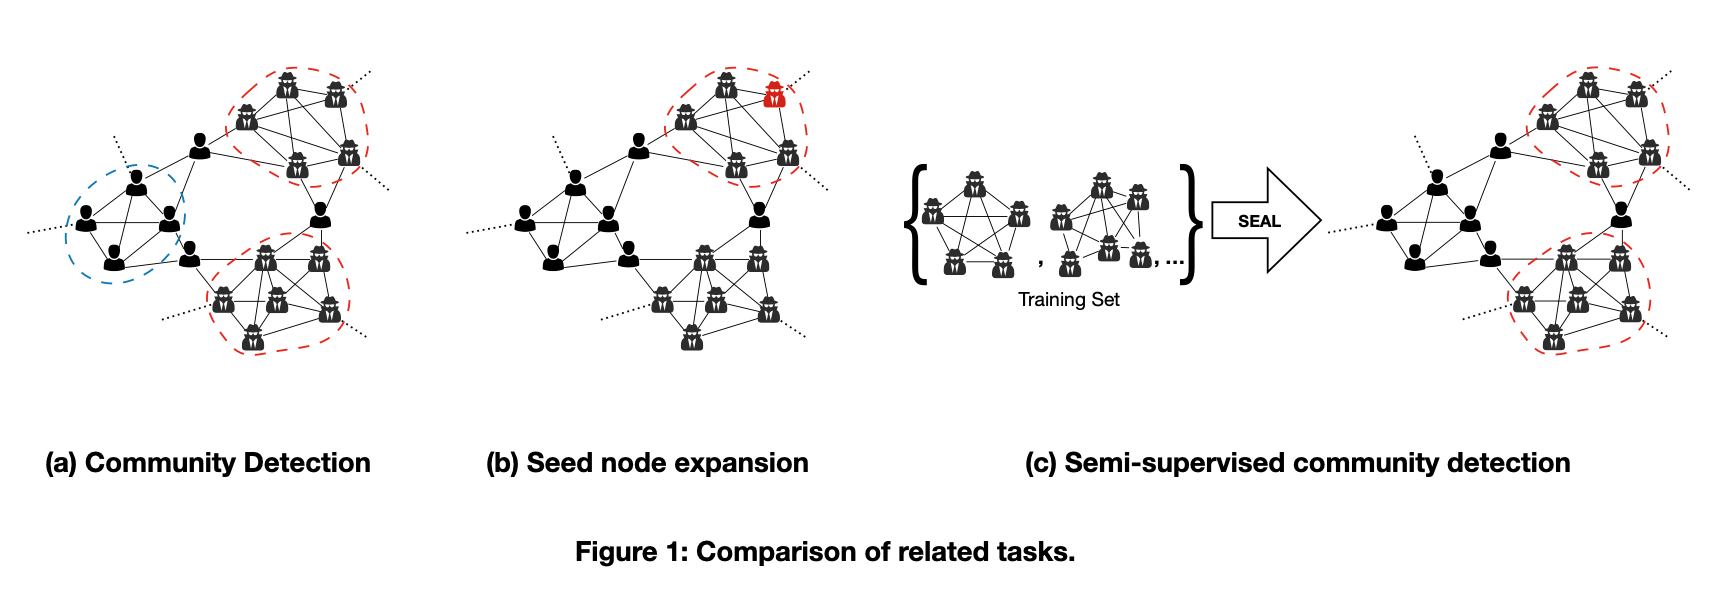 { , , ... }
SEAL
Training Set
(a) Community Detection
(b) Seed node expansion
(c) Semi-supervised community detection
Figure 1: Comparison of related tasks.